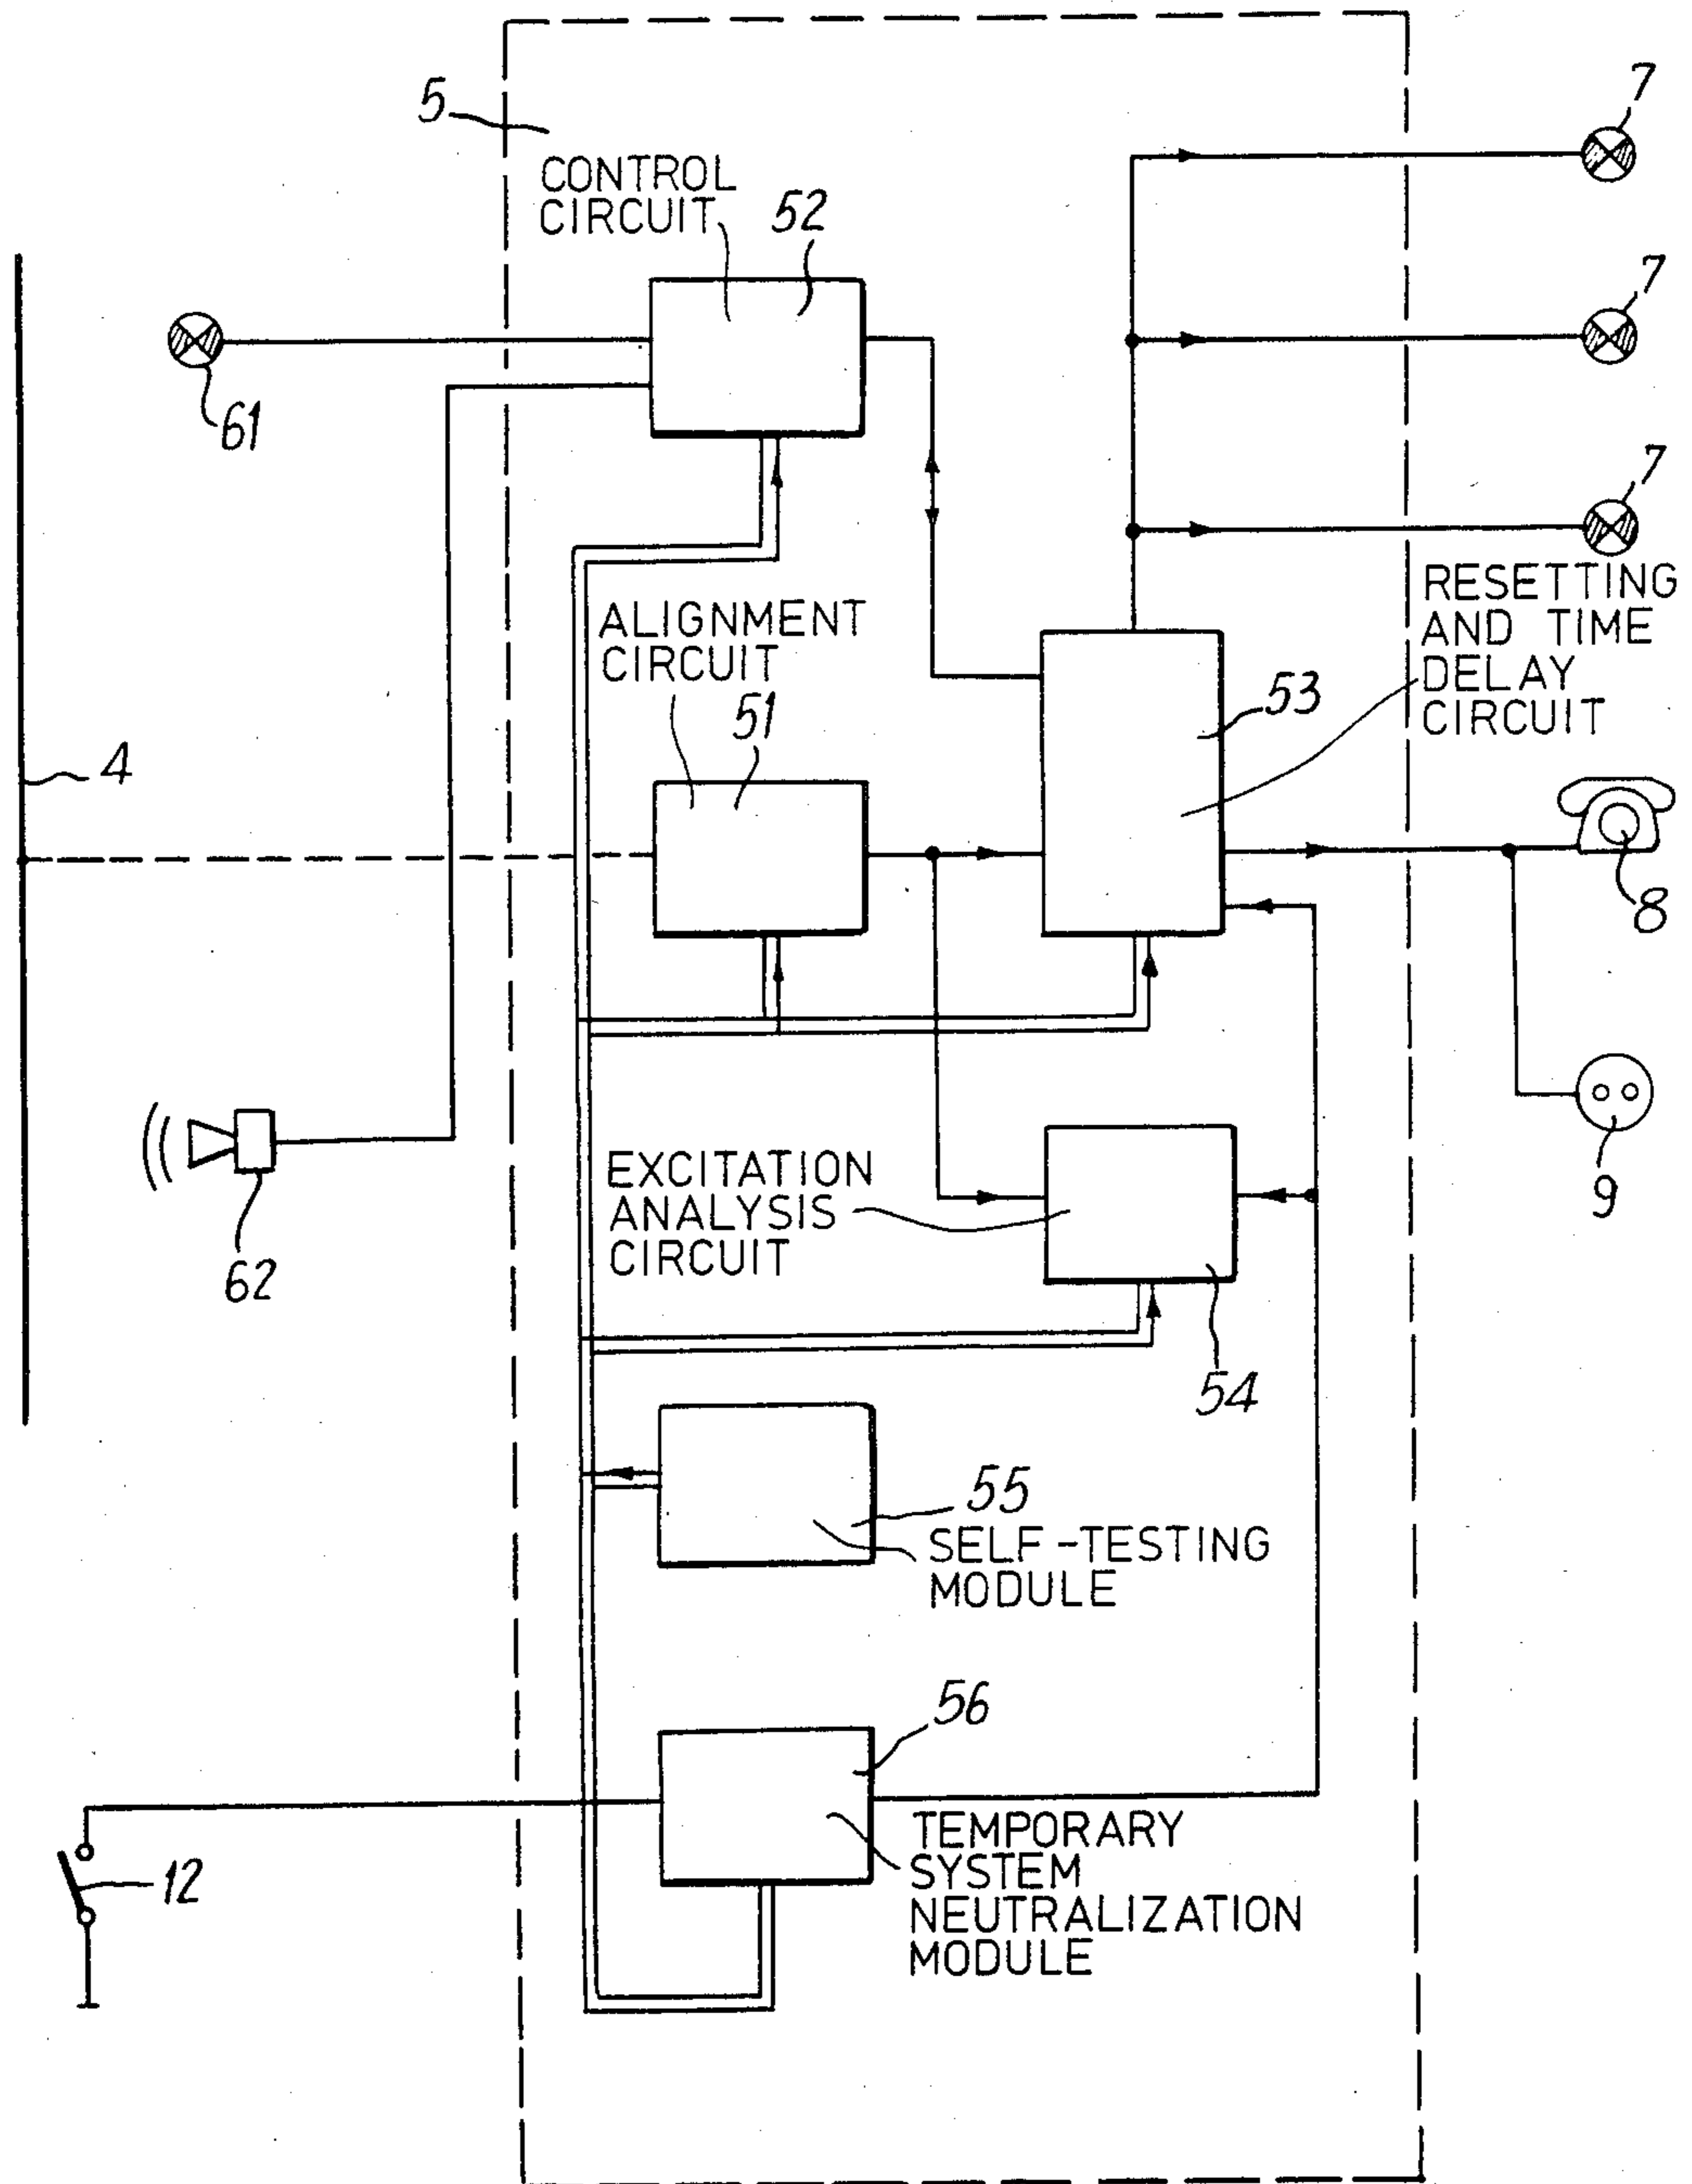 7
5
CONTROL
CIRCUIT
52
7
61
7
RESETTING
AND TIME
DELAY
CIRCUIT
ALIGNMENT
CIRCUIT
51
53
4
8
9
EXCITATION
ANALYSIS
CIRCUIT
62
54
55
SELF-TESTING
MODULE
56
TEMPORARY
SYSTEM
NEUTRALIZATION
MODULE
12